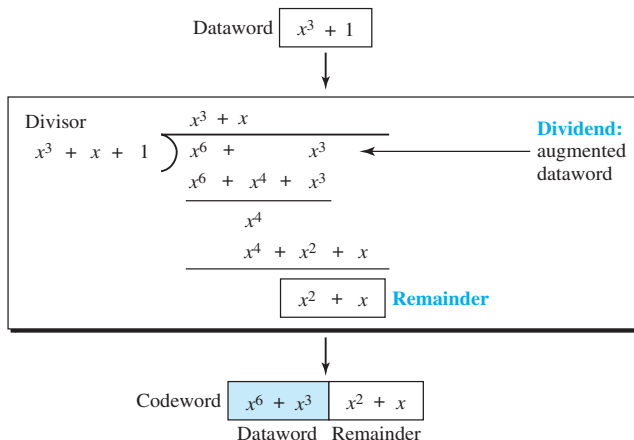 Dataword x³ + 1
x³ + x
Divisor
Dividend:
x³ + x + 1 x⁶ + x³
augmented
dataword
x⁶ + x⁴ + x³
x⁴
x⁴ + x² + x
x² + x Remainder
Codeword x⁶ + x³ x² + x
Dataword Remainder